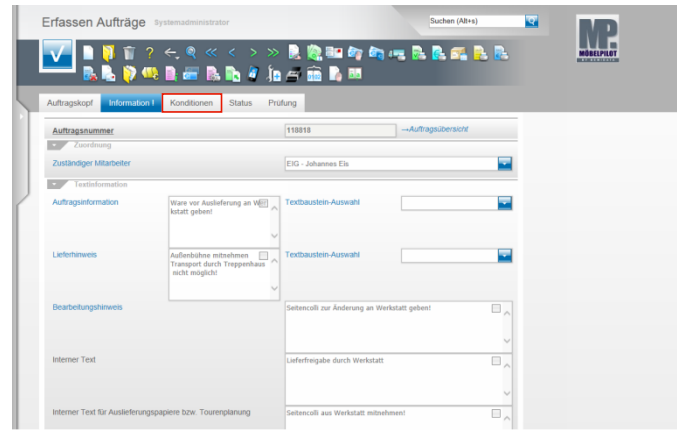 Erfassen Aufträge Systemadministrator
Suchen (Alt+s)
MP
MÖBELPILOT
Auftragskopf Information I Konditionen Status Prüfung
Auftragsnummer 118818 →Auftragsübersicht
Zuordnung
Zuständiger Mitarbeiter EIG - Johannes Eis
Textinformation
Auftragsinformation Ware vor Auslieferung an Wer Textbaustein-Auswahl
kstatt geben!
Lieferhinweis Außenbühne mitnehmen Textbaustein-Auswahl
Transport durch Treppenhaus
nicht möglich!
Bearbeitungshinweis Seitencolli zur Änderung an Werkstatt geben!
Interner Text Lieferfreigabe durch Werkstatt
Interner Text für Auslieferungspapiere bzw. Tourenplanung Seitencolli aus Werkstatt mitnehmen!